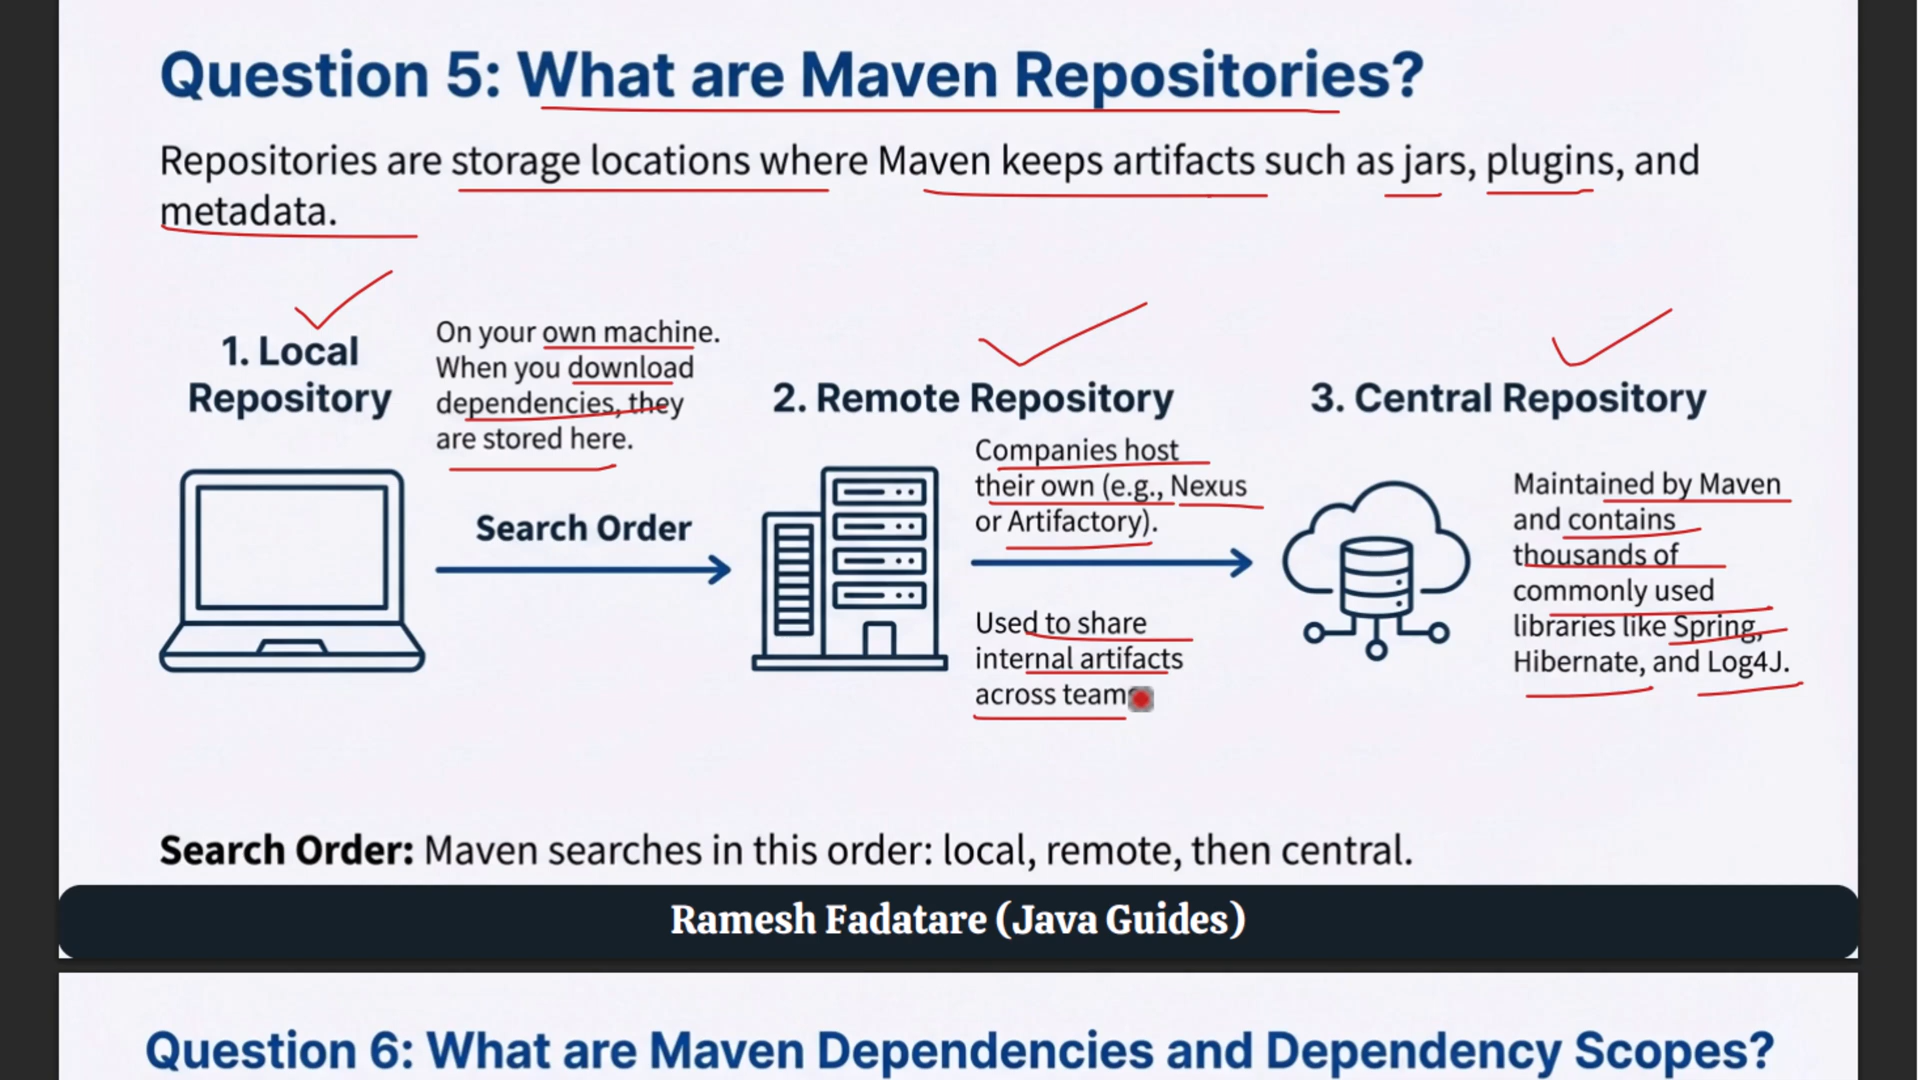 Question 5: What are Maven Repositories?
Repositories are storage locations where Maven keeps artifacts such as jars, plugins, and
metadata.
1. Local
Repository
On your own machine.
When you download
dependencies, they
are stored here.
Search Order
2. Remote Repository
Companies host
their own (e.g., Nexus
or Artifactory).
Used to share
internal artifacts
across team
3. Central Repository
Maintained by Maven
and contains
thousands of
commonly used
libraries like Spring,
Hibernate, and Log4J.
Search Order: Maven searches in this order: local, remote, then central.
Ramesh Fadatare (Java Guides)
Question 6: What are Maven Dependencies and Dependency Scopes?